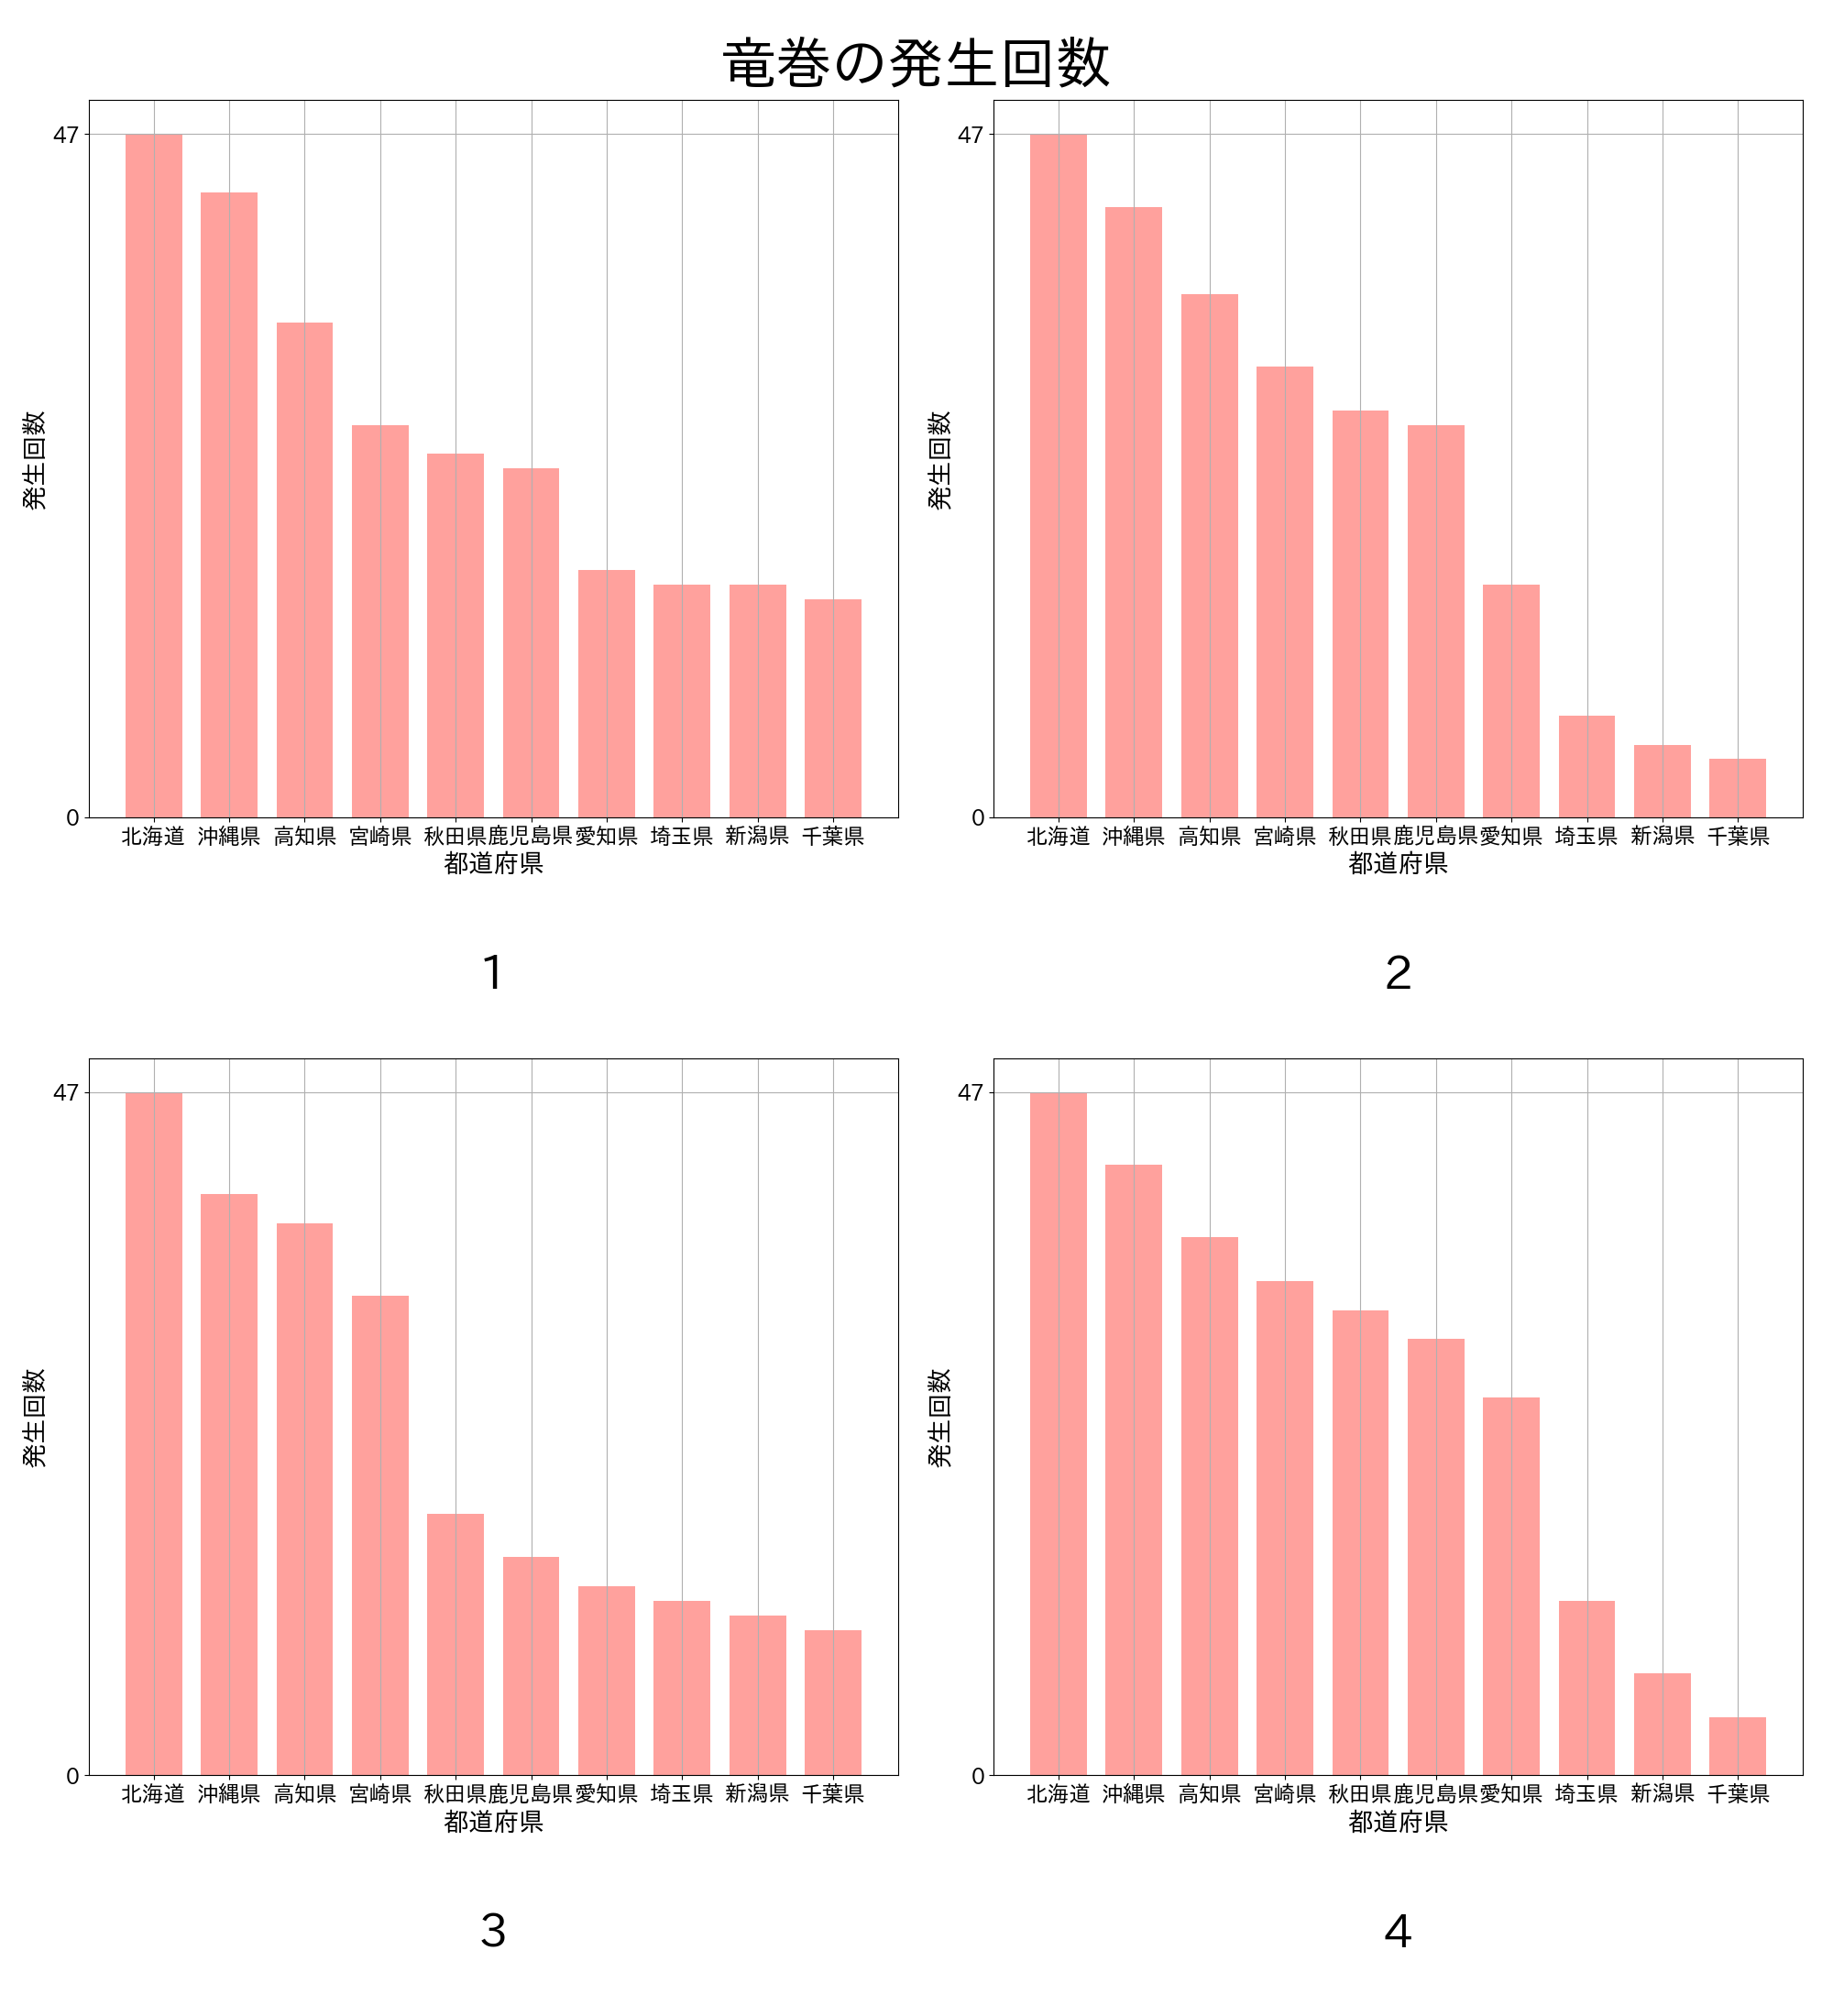 竜巻の発生回数
47
0
発生回数
北海道 沖縄県 高知県 宮崎県 秋田県 鹿児島県 愛知県 埼玉県 新潟県 千葉県
都道府県
1
47
0
発生回数
北海道 沖縄県 高知県 宮崎県 秋田県 鹿児島県 愛知県 埼玉県 新潟県 千葉県
都道府県
2
47
0
発生回数
北海道 沖縄県 高知県 宮崎県 秋田県 鹿児島県 愛知県 埼玉県 新潟県 千葉県
都道府県
3
47
0
発生回数
北海道 沖縄県 高知県 宮崎県 秋田県 鹿児島県 愛知県 埼玉県 新潟県 千葉県
都道府県
4